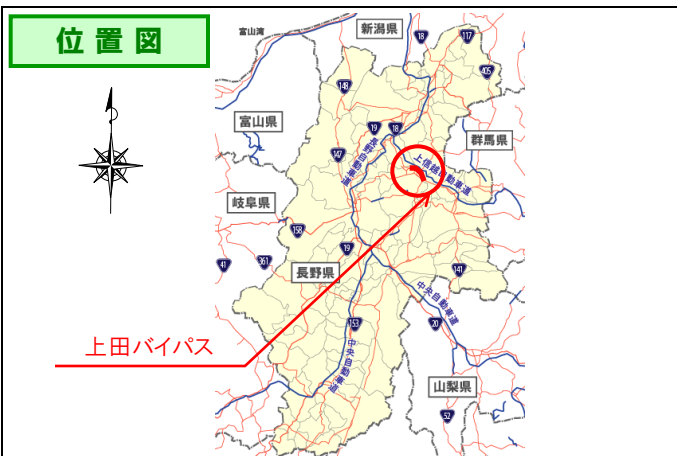 位置図
富山湾
新潟県
18
117
405
148
富山県
19
18
群馬県
147
長野自動車道
上信越自動車道
岐阜県
158
19
41
361
長野県
141
中央自動車道
153
20
上田バイパス
中央自動車道
山梨県
52